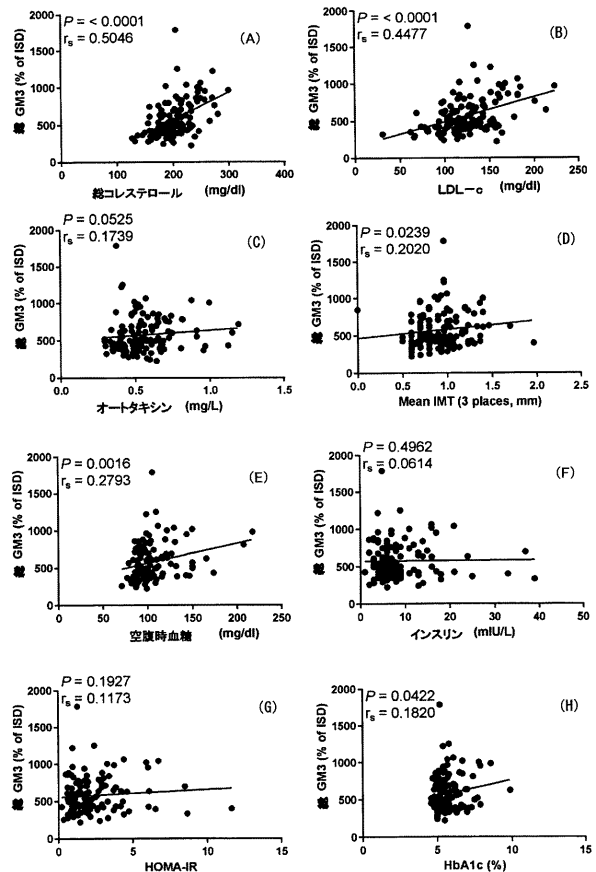 P = < 0.0001
rs = 0.5046
(A)
総 GM3 (% of ISD)
2000
1500
1000
500
0
0 100 200 300 400
総コレステロール (mg/dl)
P = < 0.0001
rs = 0.4477
(B)
総 GM3 (% of ISD)
2000
1500
1000
500
0
0 50 100 150 200 250
LDL-c (mg/dl)
P = 0.0525
rs = 0.1739
(C)
総 GM3 (% of ISD)
2000
1500
1000
500
0
0.0 0.5 1.0 1.5
オートタキシン (mg/L)
P = 0.0239
rs = 0.2020
(D)
総 GM3 (% of ISD)
2000
1500
1000
500
0
0.0 0.5 1.0 1.5 2.0 2.5
Mean IMT (3 places, mm)
P = 0.0016
rs = 0.2793
(E)
総 GM3 (% of ISD)
2000
1500
1000
500
0
0 50 100 150 200 250
空腹時血糖 (mg/dl)
P = 0.4962
rs = 0.0614
(F)
総 GM3 (% of ISD)
2000
1500
1000
500
0
0 10 20 30 40 50
インスリン (mIU/L)
P = 0.1927
rs = 0.1173
(G)
総 GM3 (% of ISD)
2000
1500
1000
500
0
0 5 10 15
HOMA-IR
P = 0.0422
rs = 0.1820
(H)
総 GM3 (% of ISD)
2000
1500
1000
500
0
0 5 10 15
HbA1c (%)